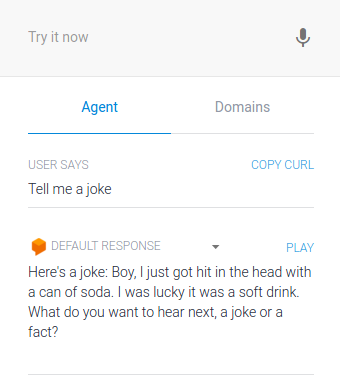 Try it now
Agent Domains
USER SAYS COPY CURL
Tell me a joke
DEFAULT RESPONSE PLAY
Here's a joke: Boy, I just got hit in the head with
a can of soda. I was lucky it was a soft drink.
What do you want to hear next, a joke or a
fact?